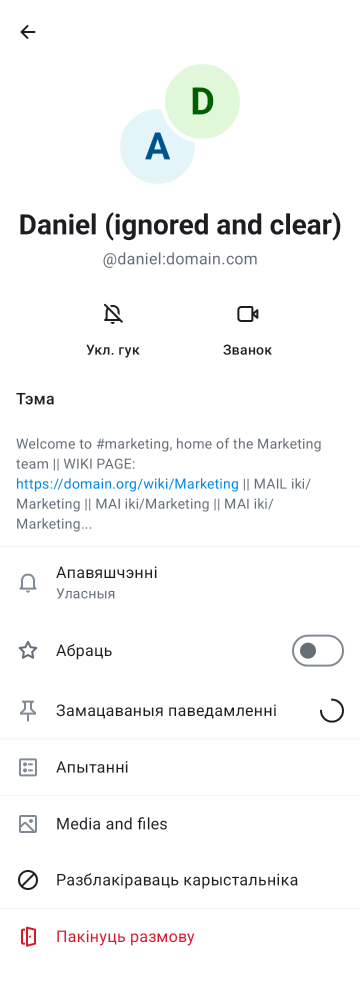 D
A
Daniel (ignored and clear)
@daniel:domain.com
Укл. гук
Званок
Тэма
Welcome to #marketing, home of the Marketing
team || WIKI PAGE:
https://domain.org/wiki/Marketing || MAIL iki/
Marketing || MAI iki/Marketing || MAI iki/
Marketing...
Апавяшчэнні
Уласныя
Абраць
Замацаваныя паведамленні
Апытанні
Media and files
Разблакіраваць карыстальніка
Пакінуць размову